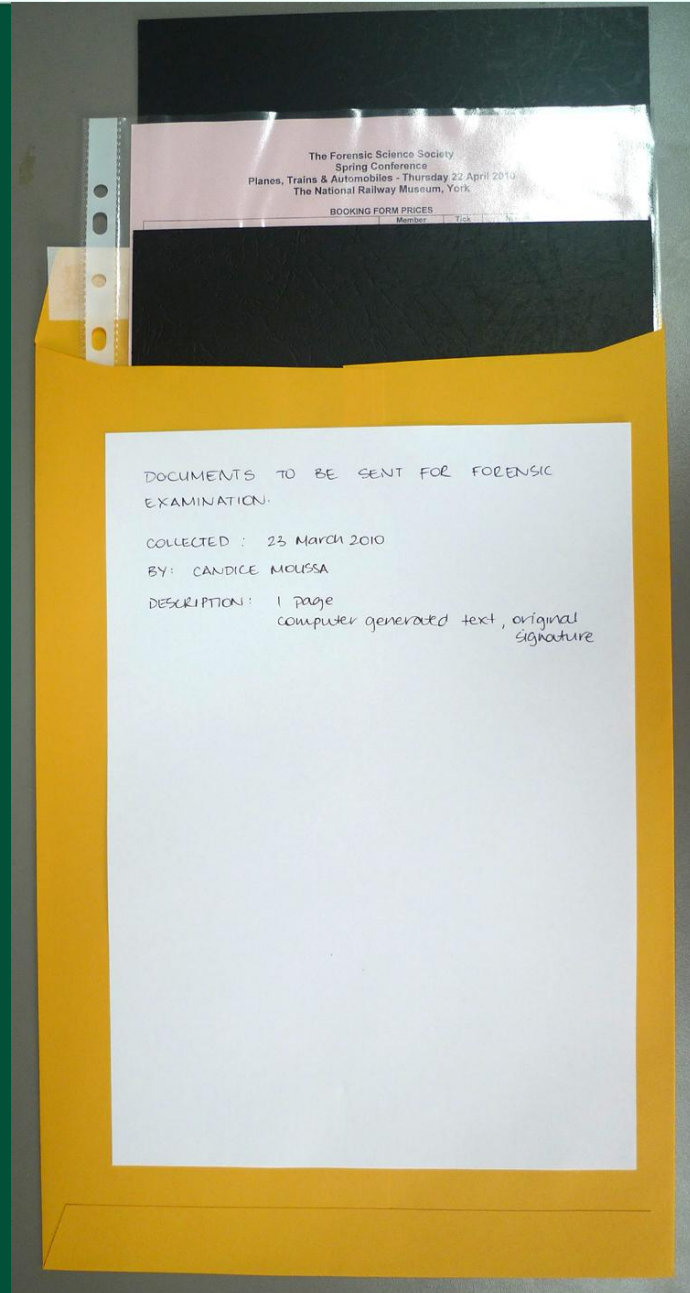 The Forensic Science Society
Spring Conference
Planes, Trains & Automobiles - Thursday 22 April 2010
The National Railway Museum, York
BOOKING FORM PRICES
Member Tick
DOCUMENTS TO BE SENT FOR FORENSIC
EXAMINATION.
COLLECTED : 23 March 2010
BY: CANDICE MOUSSA
DESCRIPTION: 1 page
computer generated text, original
signature